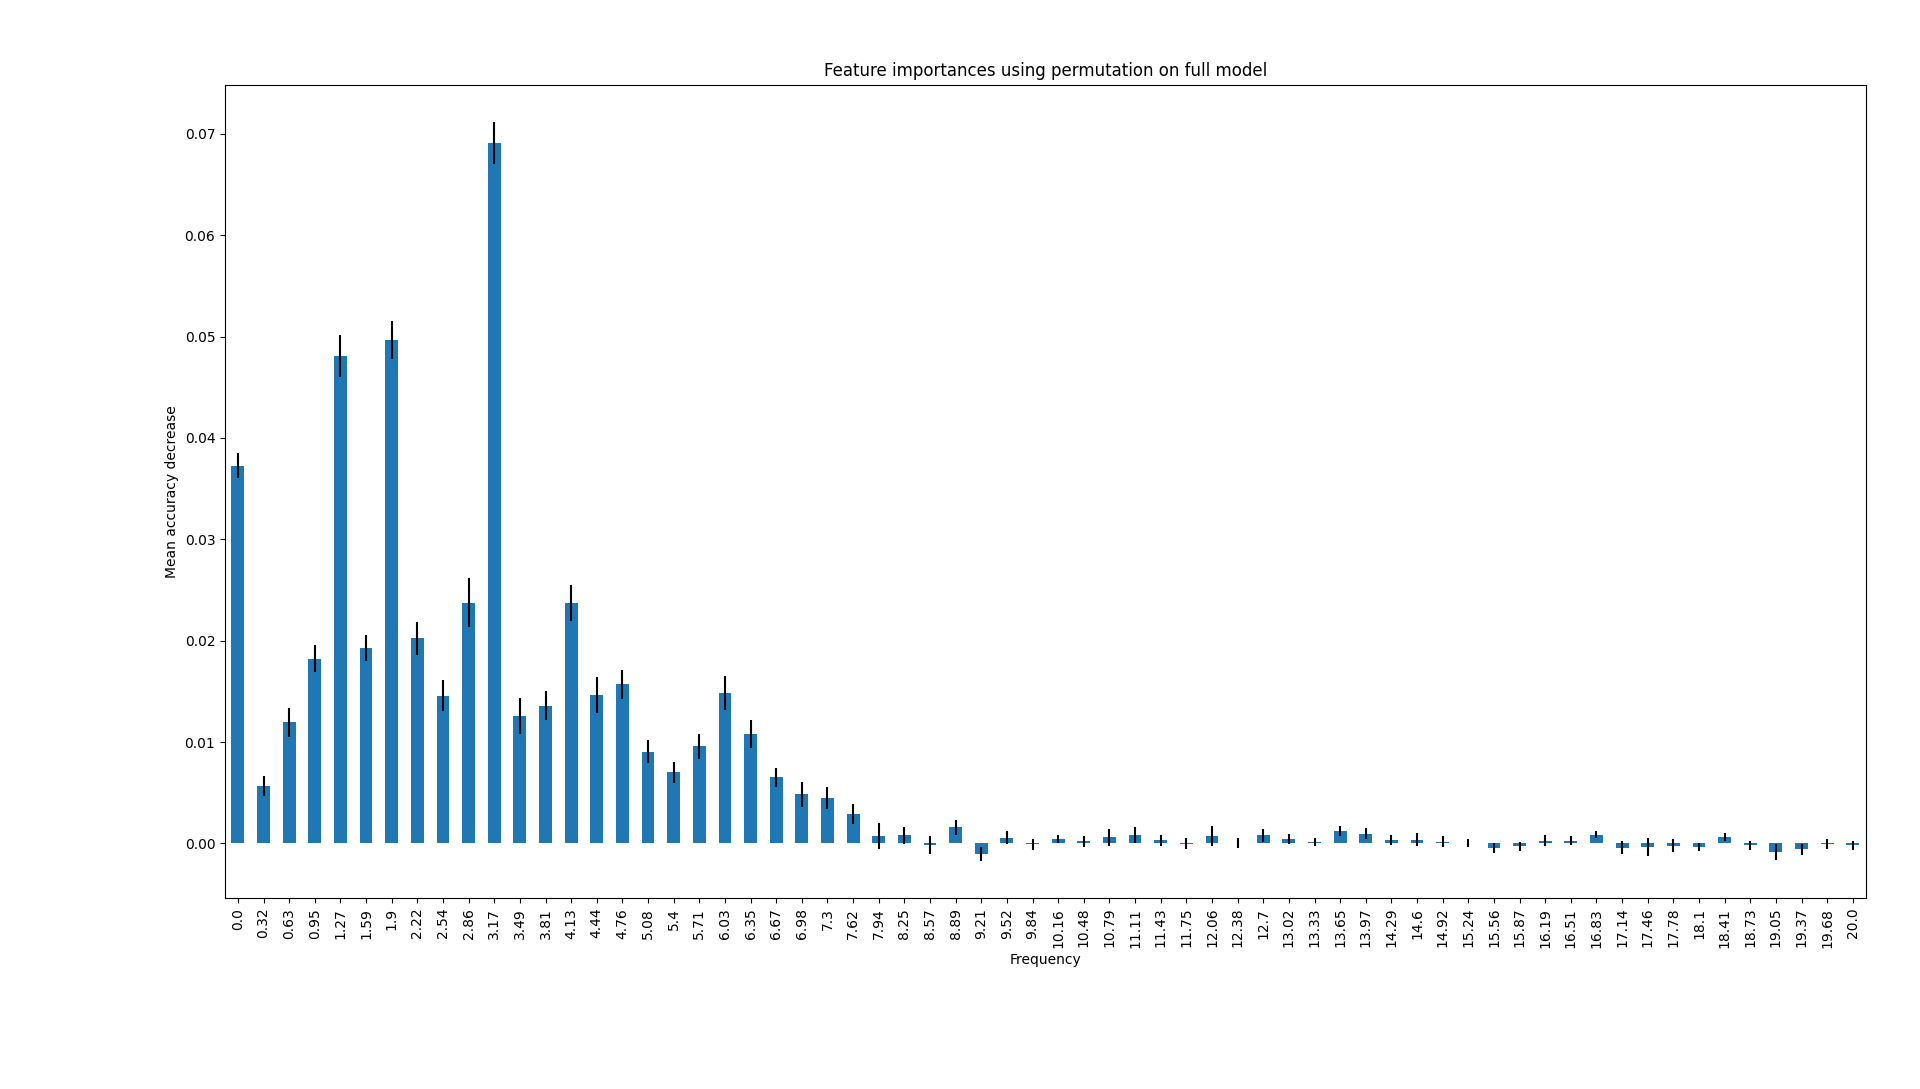 Feature importances using permutation on full model
0.07
0.06
0.05
0.04
0.03
0.02
0.01
0.00
Mean accuracy decrease
0.0 0.32 0.63 0.95 1.27 1.59 1.9 2.22 2.54 2.86 3.17 3.49 3.81 4.13 4.44 4.76 5.08 5.4 5.71 6.03 6.35 6.67 6.98 7.3 7.62 7.94 8.25 8.57 8.89 9.21 9.52 9.84 10.16 10.48 10.79 11.11 11.43 11.75 12.06 12.38 12.7 13.02 13.33 13.65 13.97 14.29 14.6 14.92 15.24 15.56 15.87 16.19 16.51 16.83 17.14 17.46 17.78 18.1 18.41 18.73 19.05 19.37 19.68 20.0
Frequency